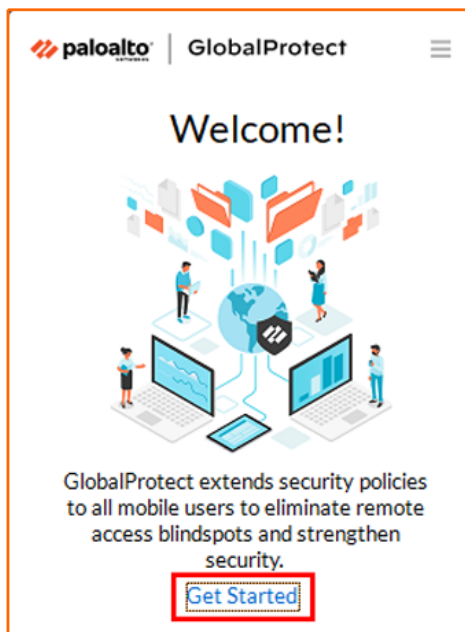 paloalto | GlobalProtect
NETWORKS
Welcome!
GlobalProtect extends security policies
to all mobile users to eliminate remote
access blindspots and strengthen
security.
Get Started